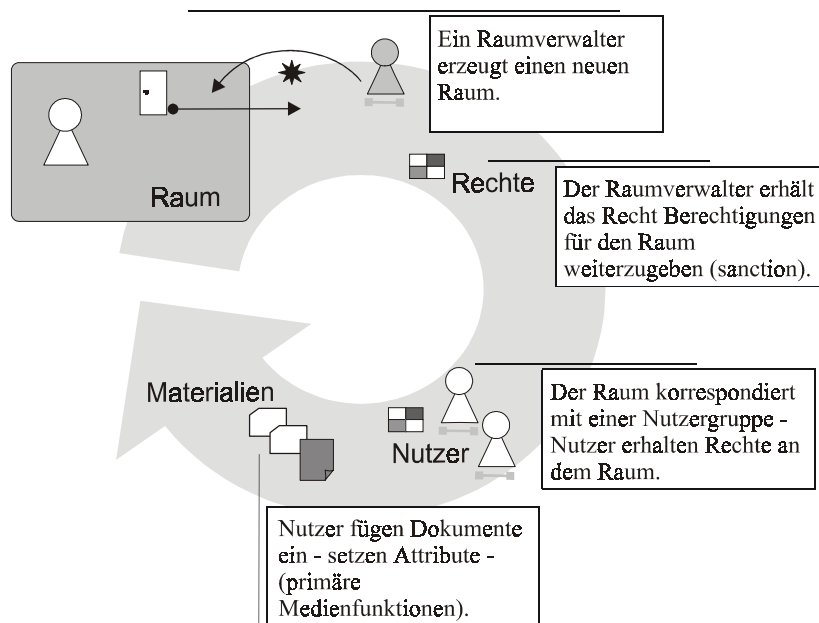 Ein Raumverwalter
erzeugt einen neuen
Raum.
Raum
Rechte
Der Raumverwalter erhält
das Recht Berechtigungen
für den Raum
weiterzugeben (sanction).
Materialien
Nutzer
Der Raum korrespondiert
mit einer Nutzergruppe -
Nutzer erhalten Rechte an
dem Raum.
Nutzer fügen Dokumente
ein - setzen Attribute -
(primäre
Medienfunktionen).